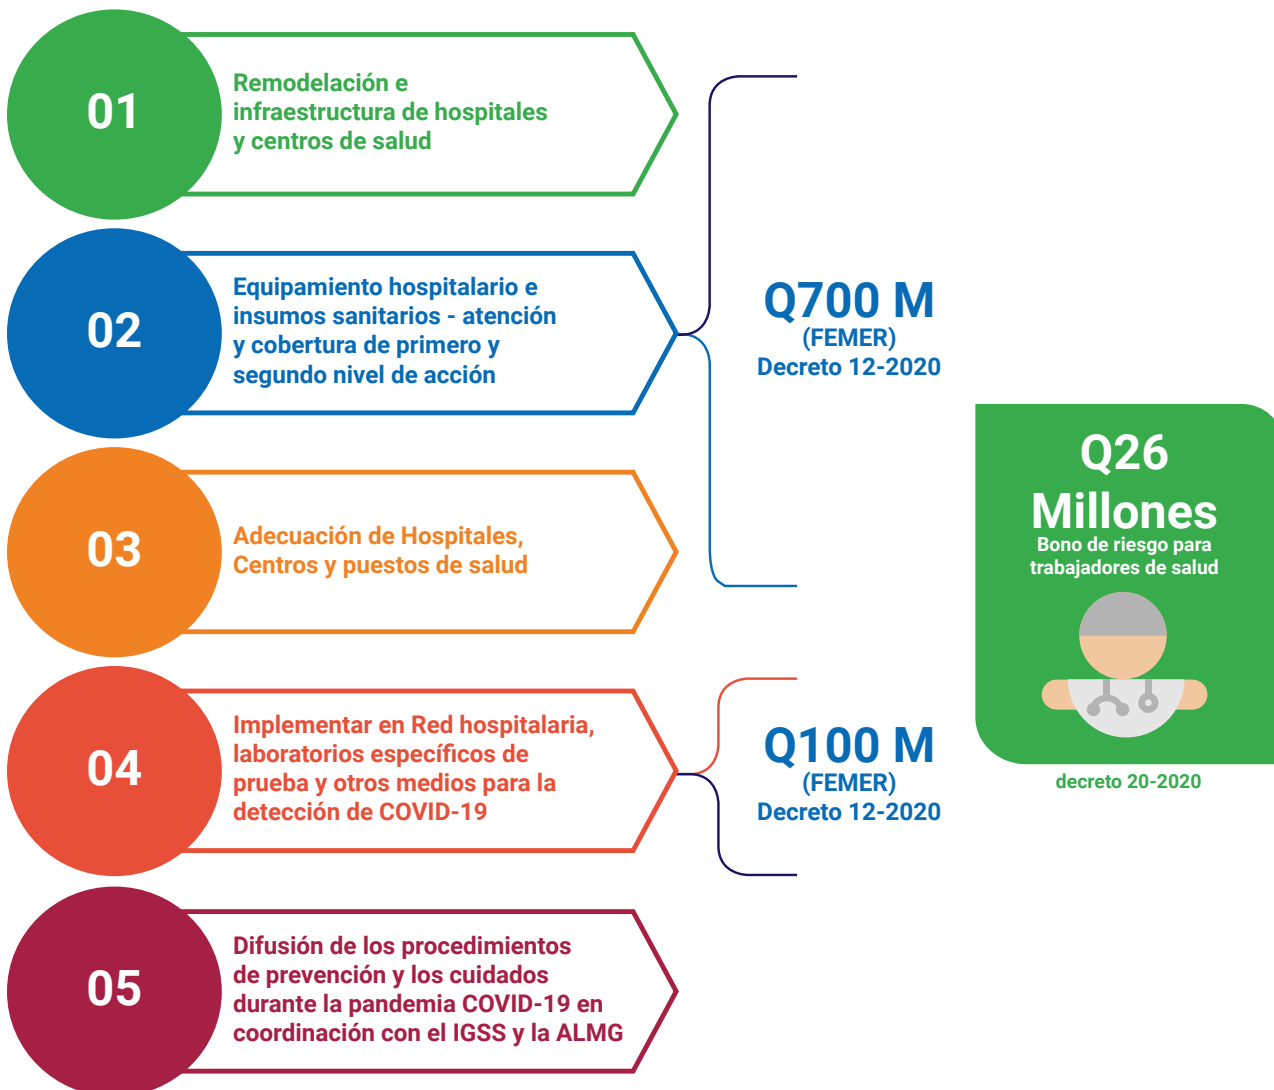 01
Remodelación e
infraestructura de hospitales
y centros de salud
02
Equipamiento hospitalario e
insumos sanitarios - atención
y cobertura de primero y
segundo nivel de acción
03
Adecuación de Hospitales,
Centros y puestos de salud
04
Implementar en Red hospitalaria,
laboratorios específicos de
prueba y otros medios para la
detección de COVID-19
05
Difusión de los procedimientos
de prevención y los cuidados
durante la pandemia COVID-19 en
coordinación con el IGSS y la ALMG
Q700 M
(FEMER)
Decreto 12-2020
Q100 M
(FEMER)
Decreto 12-2020
Q26
Millones
Bono de riesgo para
trabajadores de salud
decreto 20-2020